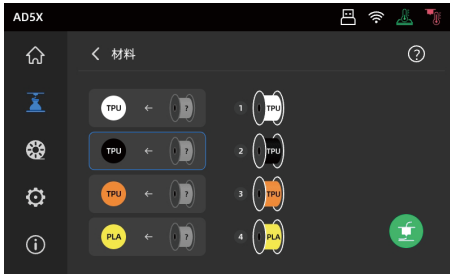 AD5X
材料
?
TPU ← ? 1 TPU
TPU ← ? 2 TPU
TPU ← ? 3 TPU
PLA ← ? 4 PLA